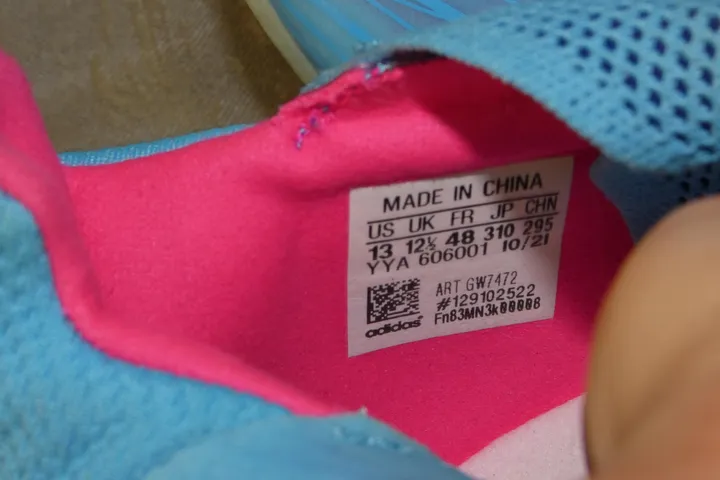 MADE IN CHINA
US UK FR JP CHN
13 12½ 48 310 295
YYA 606001 10/21
ART GW7472
#129102522
Fn83MN3k00008
adidas